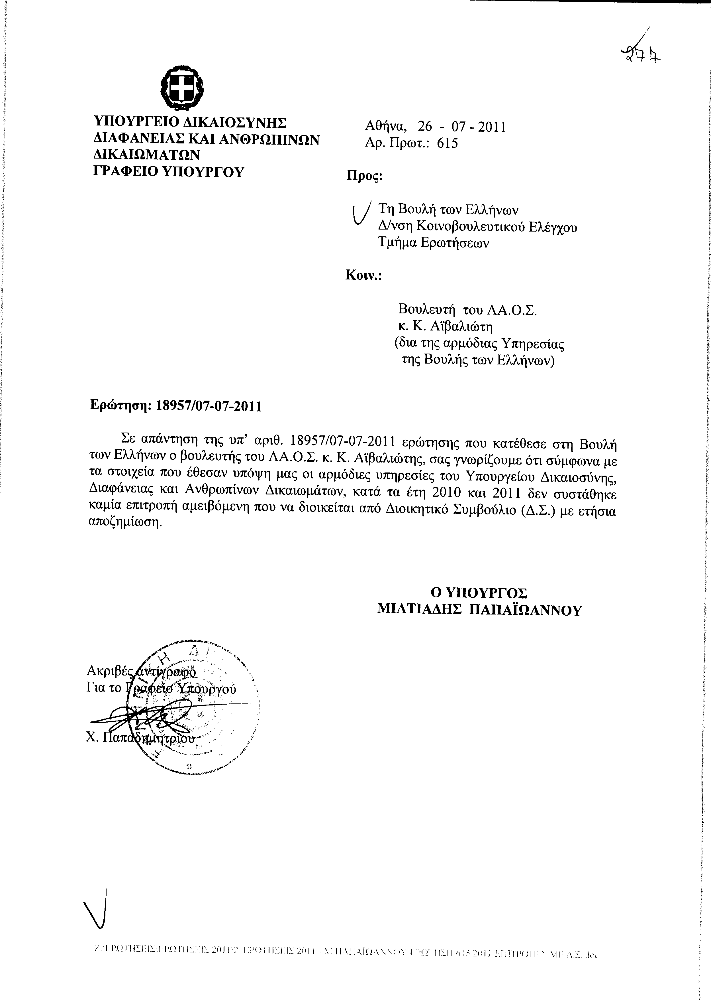 277
ΥΠΟΥΡΓΕΙΟ ΔΙΚΑΙΟΣΥΝΗΣ
ΔΙΑΦΑΝΕΙΑΣ ΚΑΙ ΑΝΘΡΩΠΙΝΩΝ
ΔΙΚΑΙΩΜΑΤΩΝ
ΓΡΑΦΕΙΟ ΥΠΟΥΡΓΟΥ
Αθήνα, 26 - 07 - 2011
Αρ. Πρωτ.: 615
Προς:
Τη Βουλή των Ελλήνων
Δ/νση Κοινοβουλευτικού Ελέγχου
Τμήμα Ερωτήσεων
Κοιν.:
Βουλευτή του ΛΑ.Ο.Σ.
κ. Κ. Αϊβαλιώτη
(δια της αρμόδιας Υπηρεσίας
της Βουλής των Ελλήνων)
Ερώτηση: 18957/07-07-2011
Σε απάντηση της υπ’ αριθ. 18957/07-07-2011 ερώτησης που κατέθεσε στη Βουλή
των Ελλήνων ο βουλευτής του ΛΑ.Ο.Σ. κ. Κ. Αϊβαλιώτης, σας γνωρίζουμε ότι σύμφωνα με
τα στοιχεία που έθεσαν υπόψη μας οι αρμόδιες υπηρεσίες του Υπουργείου Δικαιοσύνης,
Διαφάνειας και Ανθρωπίνων Δικαιωμάτων, κατά τα έτη 2010 και 2011 δεν συστάθηκε
καμία επιτροπή αμειβόμενη που να διοικείται από Διοικητικό Συμβούλιο (Δ.Σ.) με ετήσια
αποζημίωση.
Ο ΥΠΟΥΡΓΟΣ
ΜΙΛΤΙΑΔΗΣ ΠΑΠΑΪΩΑΝΝΟΥ
Ακριβές αντίγραφο
Για το Γραφείο Υπουργού
Χ. Παπαδημητρίου
Ζ:\ΕΡΩΤΗΣΕΙΣ\ΕΡΩΤΗΣΕΙΣ 2011\2. ΕΡΩΤΗΣΕΙΣ 2011 - Μ ΠΑΠΑΪΩΑΝΝΟΥ\ΕΡΩΤΗΣΗ 615 2011 ΕΠΙΤΡΟΠΕΣ ΜΕ Δ.Σ..doc